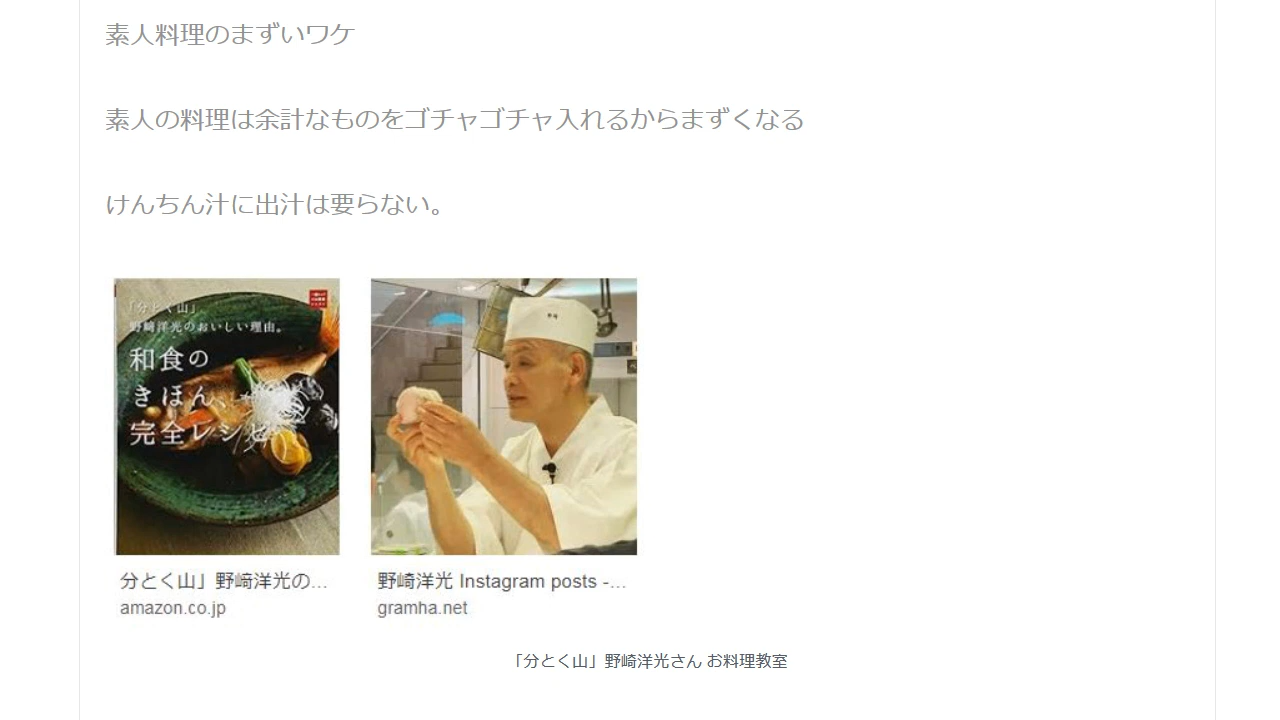 素人料理のまずいワケ
素人の料理は余計なものをゴチャゴチャ入れるからまずくなる
けんちん汁に出汁は要らない。
「分とく山」
野﨑洋光のおいしい理由。
和食の
きほん、
完全レシピ
分とく山」野﨑洋光の...
amazon.co.jp
野崎洋光 Instagram posts -...
gramha.net
「分とく山」野崎洋光さん お料理教室